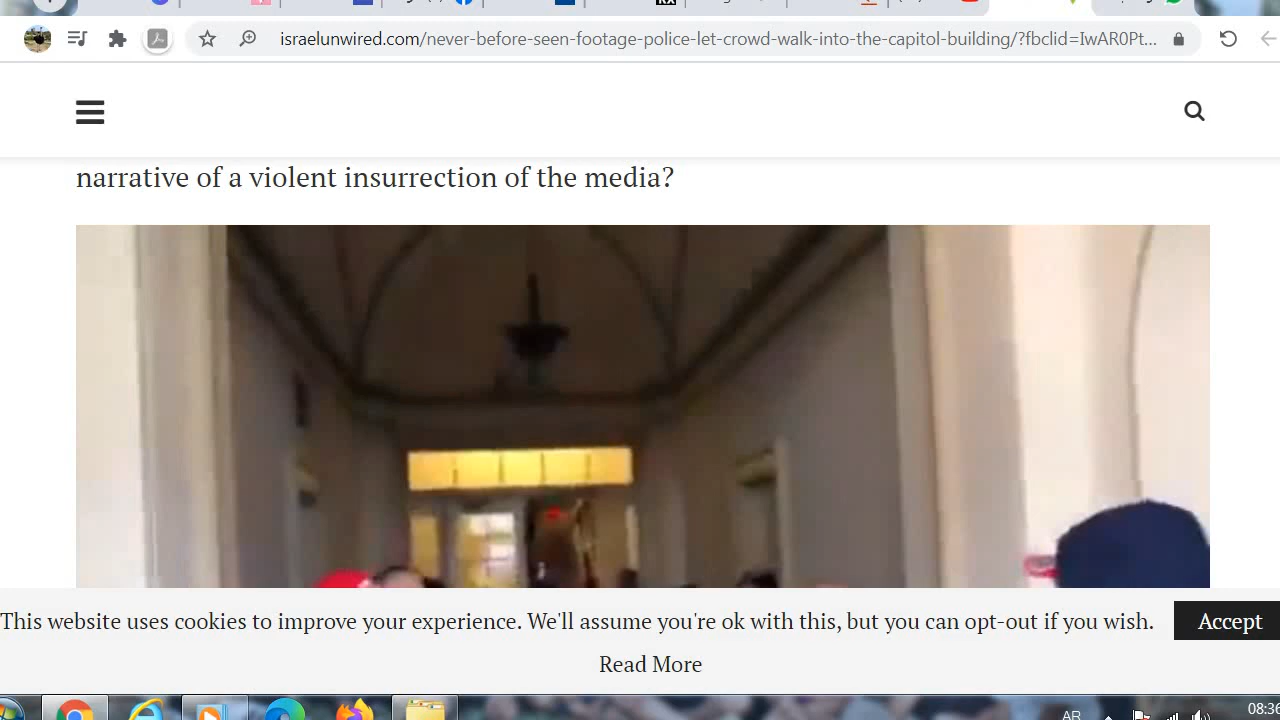 israelunwired.com/never-before-seen-footage-police-let-crowd-walk-into-the-capitol-building/?fbclid=IwAR0Pt...
narrative of a violent insurrection of the media?
This website uses cookies to improve your experience. We'll assume you're ok with this, but you can opt-out if you wish.
Accept
Read More
AR
08:36